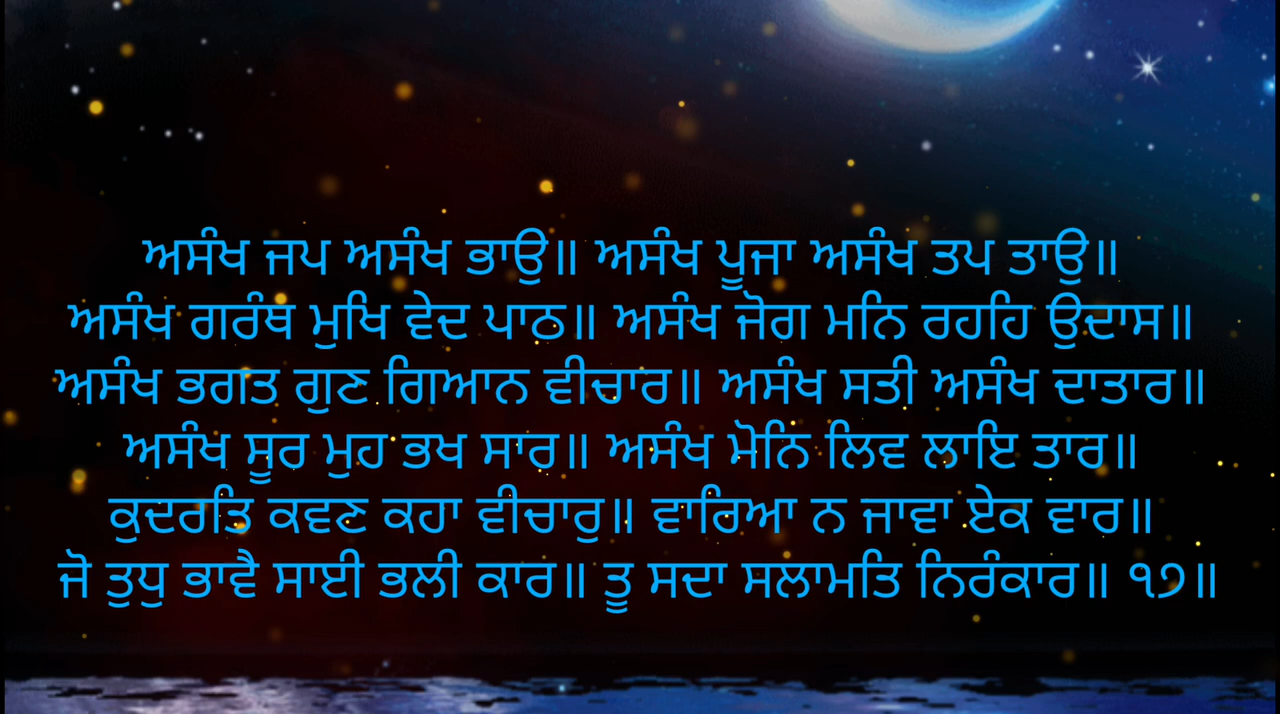 ਅਸੰਖ ਜਪ ਅਸੰਖ ਭਾਉ॥ ਅਸੰਖ ਪੂਜਾ ਅਸੰਖ ਤਪ ਤਾਉ॥
ਅਸੰਖ ਗਰੰਥ ਮੁਖਿ ਵੇਦ ਪਾਠ॥ ਅਸੰਖ ਜੋਗ ਮਨਿ ਰਹਹਿ ਉਦਾਸ॥
ਅਸੰਖ ਭਗਤ ਗੁਣ ਗਿਆਨ ਵੀਚਾਰ॥ ਅਸੰਖ ਸਤੀ ਅਸੰਖ ਦਾਤਾਰ॥
ਅਸੰਖ ਸੂਰ ਮੁਹ ਭਖ ਸਾਰ॥ ਅਸੰਖ ਮੋਨਿ ਲਿਵ ਲਾਇ ਤਾਰ॥
ਕੁਦਰਤਿ ਕਵਣ ਕਹਾ ਵੀਚਾਰੁ॥ ਵਾਰਿਆ ਨ ਜਾਵਾ ਏਕ ਵਾਰ॥
ਜੋ ਤੁਧੁ ਭਾਵੈ ਸਾਈ ਭਲੀ ਕਾਰ॥ ਤੂ ਸਦਾ ਸਲਾਮਤਿ ਨਿਰੰਕਾਰ॥ ੧੭॥